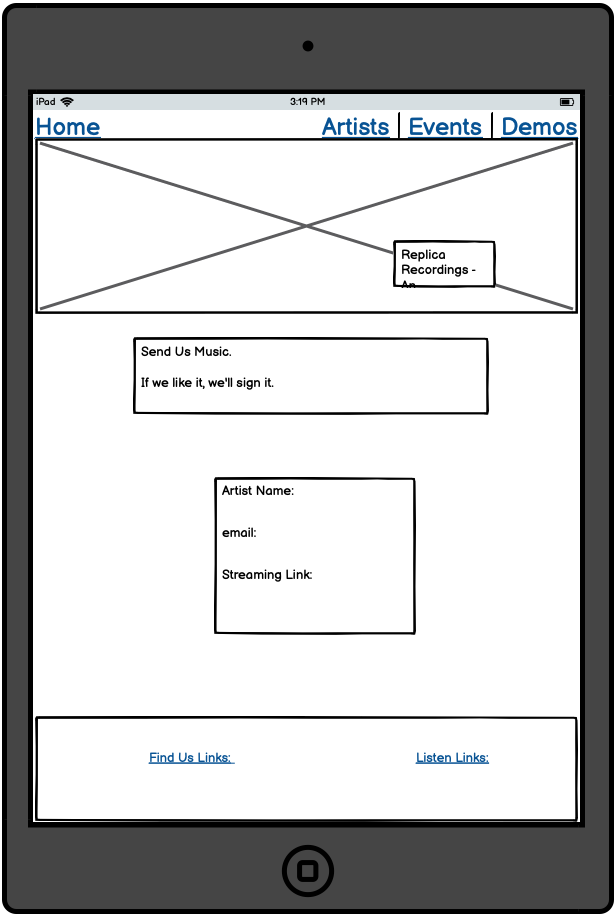 iPad 3:19 PM
Home Artists Events Demos
Replica
Recordings -
An
Send Us Music.
If we like it, we'll sign it.
Artist Name:
email:
Streaming Link:
Find Us Links: Listen Links: